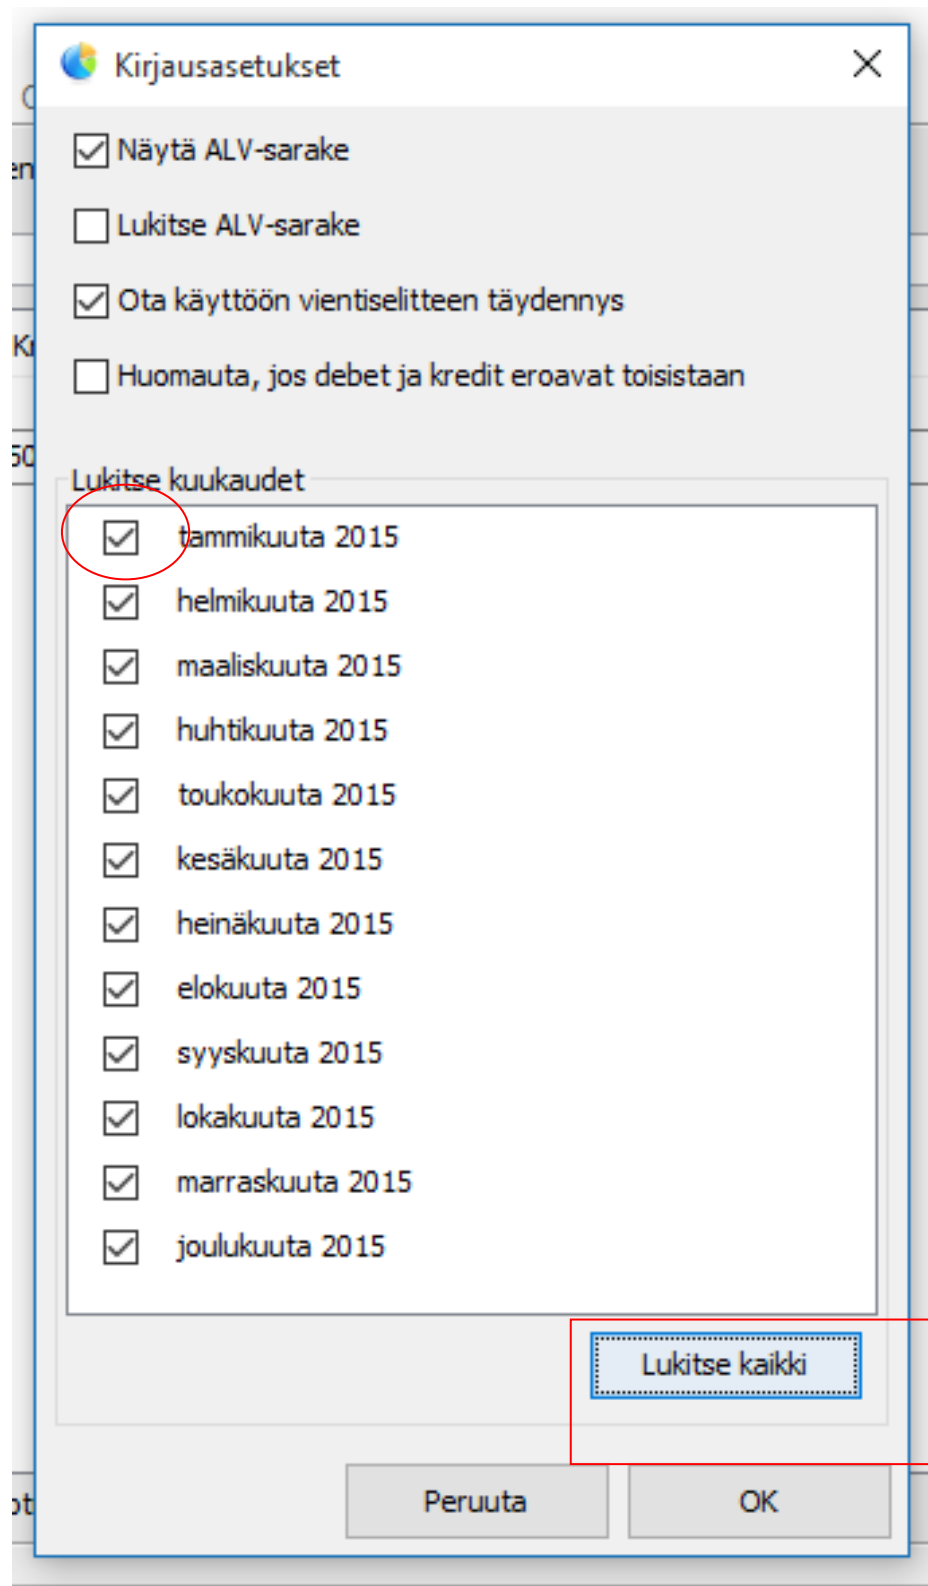 Kirjausasetukset
Näytä ALV-sarake
Lukitse ALV-sarake
Ota käyttöön vientiselitteen täydennys
Huomauta, jos debet ja kredit eroavat toisistaan
Lukitse kuukaudet
tammikuuta 2015
helmikuuta 2015
maaliskuuta 2015
huhtikuuta 2015
toukokuuta 2015
kesäkuuta 2015
heinäkuuta 2015
elokuuta 2015
syyskuuta 2015
lokakuuta 2015
marraskuuta 2015
joulukuuta 2015
Lukitse kaikki
Peruuta OK